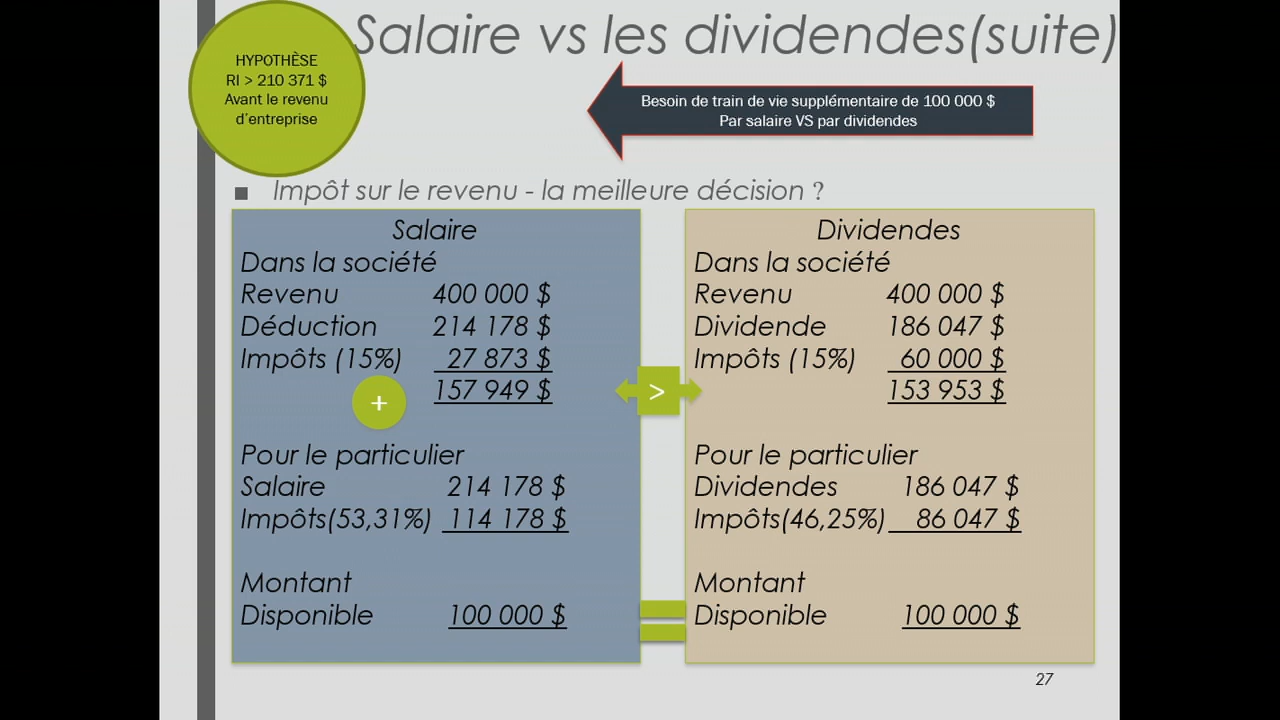 Salaire vs les dividendes(suite)
HYPOTHÈSE
RI > 210 371 $
Avant le revenu
d'entreprise
Besoin de train de vie supplémentaire de 100 000 $
Par salaire VS par dividendes
■ Impôt sur le revenu - la meilleure décision ?
Salaire
Dans la société
Revenu 400 000 $
Déduction 214 178 $
Impôts (15%) 27 873 $
157 949 $
+
Pour le particulier
Salaire 214 178 $
Impôts(53,31%) 114 178 $
Montant
Disponible 100 000 $
>
Dividendes
Dans la société
Revenu 400 000 $
Dividende 186 047 $
Impôts (15%) 60 000 $
153 953 $
Pour le particulier
Dividendes 186 047 $
Impôts(46,25%) 86 047 $
Montant
Disponible 100 000 $
27